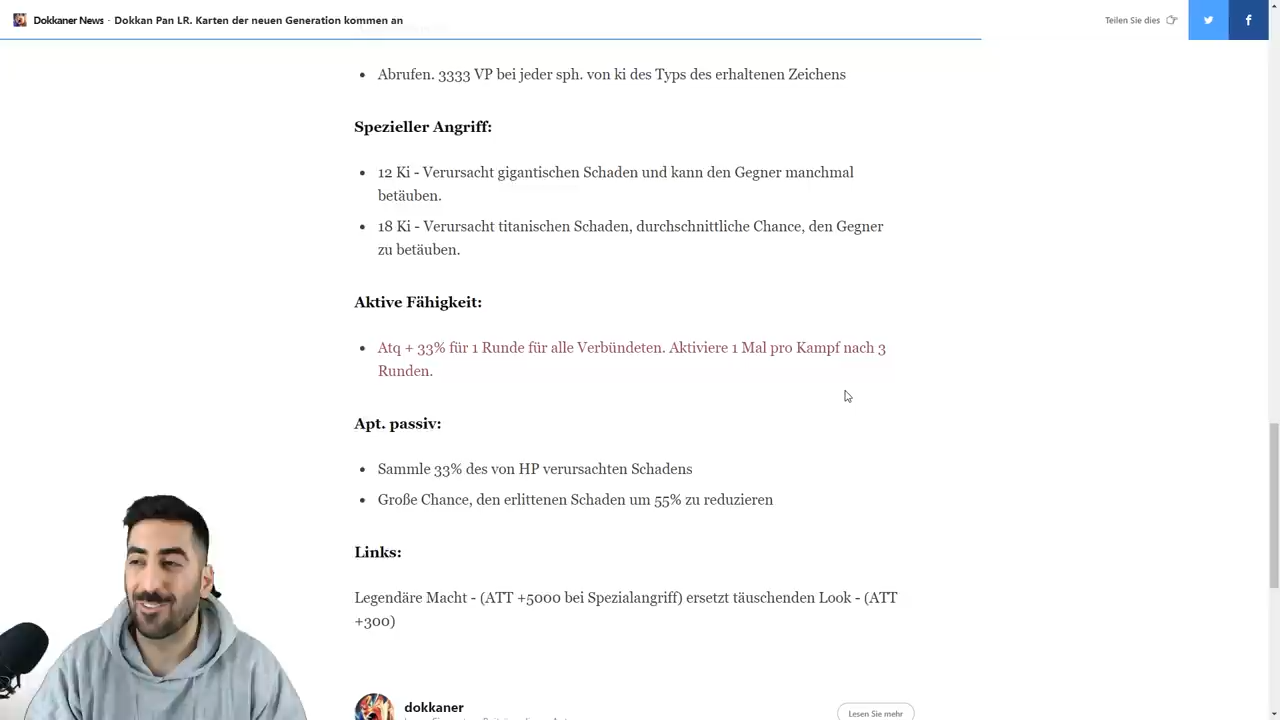 Dokkaner News - Dokkan Pan LR. Karten der neuen Generation kommen an
Teilen Sie dies
Abrufen. 3333 VP bei jeder sph. von ki des Typs des erhaltenen Zeichens
Spezieller Angriff:
12 Ki - Verursacht gigantischen Schaden und kann den Gegner manchmal
betäuben.
18 Ki - Verursacht titanischen Schaden, durchschnittliche Chance, den Gegner
zu betäuben.
Aktive Fähigkeit:
Atq + 33% für 1 Runde für alle Verbündeten. Aktiviere 1 Mal pro Kampf nach 3
Runden.
Apt. passiv:
Sammle 33% des von HP verursachten Schadens
Große Chance, den erlittenen Schaden um 55% zu reduzieren
Links:
Legendäre Macht - (ATT +5000 bei Spezialangriff) ersetzt täuschenden Look - (ATT
+300)
dokkaner
Lesen Sie mehr